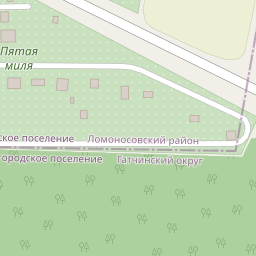 Пятая
миля
ское поселение
Ломоносовский район
городское поселение
Гатчинский округ